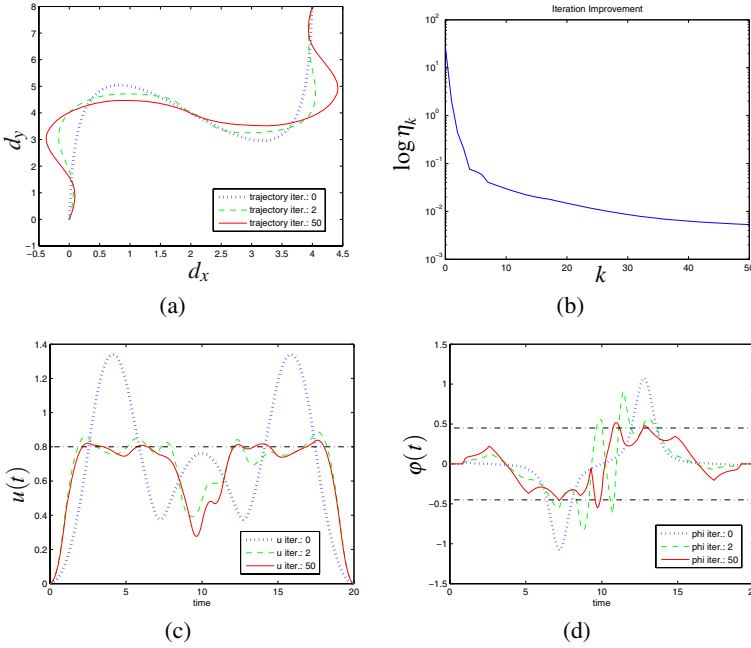 8
7
6
5
4
3
2
1
0
−1
d_y
−0.5 0 0.5 1 1.5 2 2.5 3 3.5 4 4.5
d_x
trajectory iter.: 0
trajectory iter.: 2
trajectory iter.: 50
(a)
Iteration Improvement
10^2
10^1
10^0
10^−1
10^−2
10^−3
log η_k
0 10 20 30 40 50
k
(b)
1.4
1.2
1
0.8
0.6
0.4
0.2
0
u(t)
0 5 10 15 20
time
u iter.: 0
u iter.: 2
u iter.: 50
(c)
1.5
1
0.5
0
−0.5
−1
−1.5
φ(t)
0 5 10 15 20
time
phi iter.: 0
phi iter.: 2
phi iter.: 50
(d)